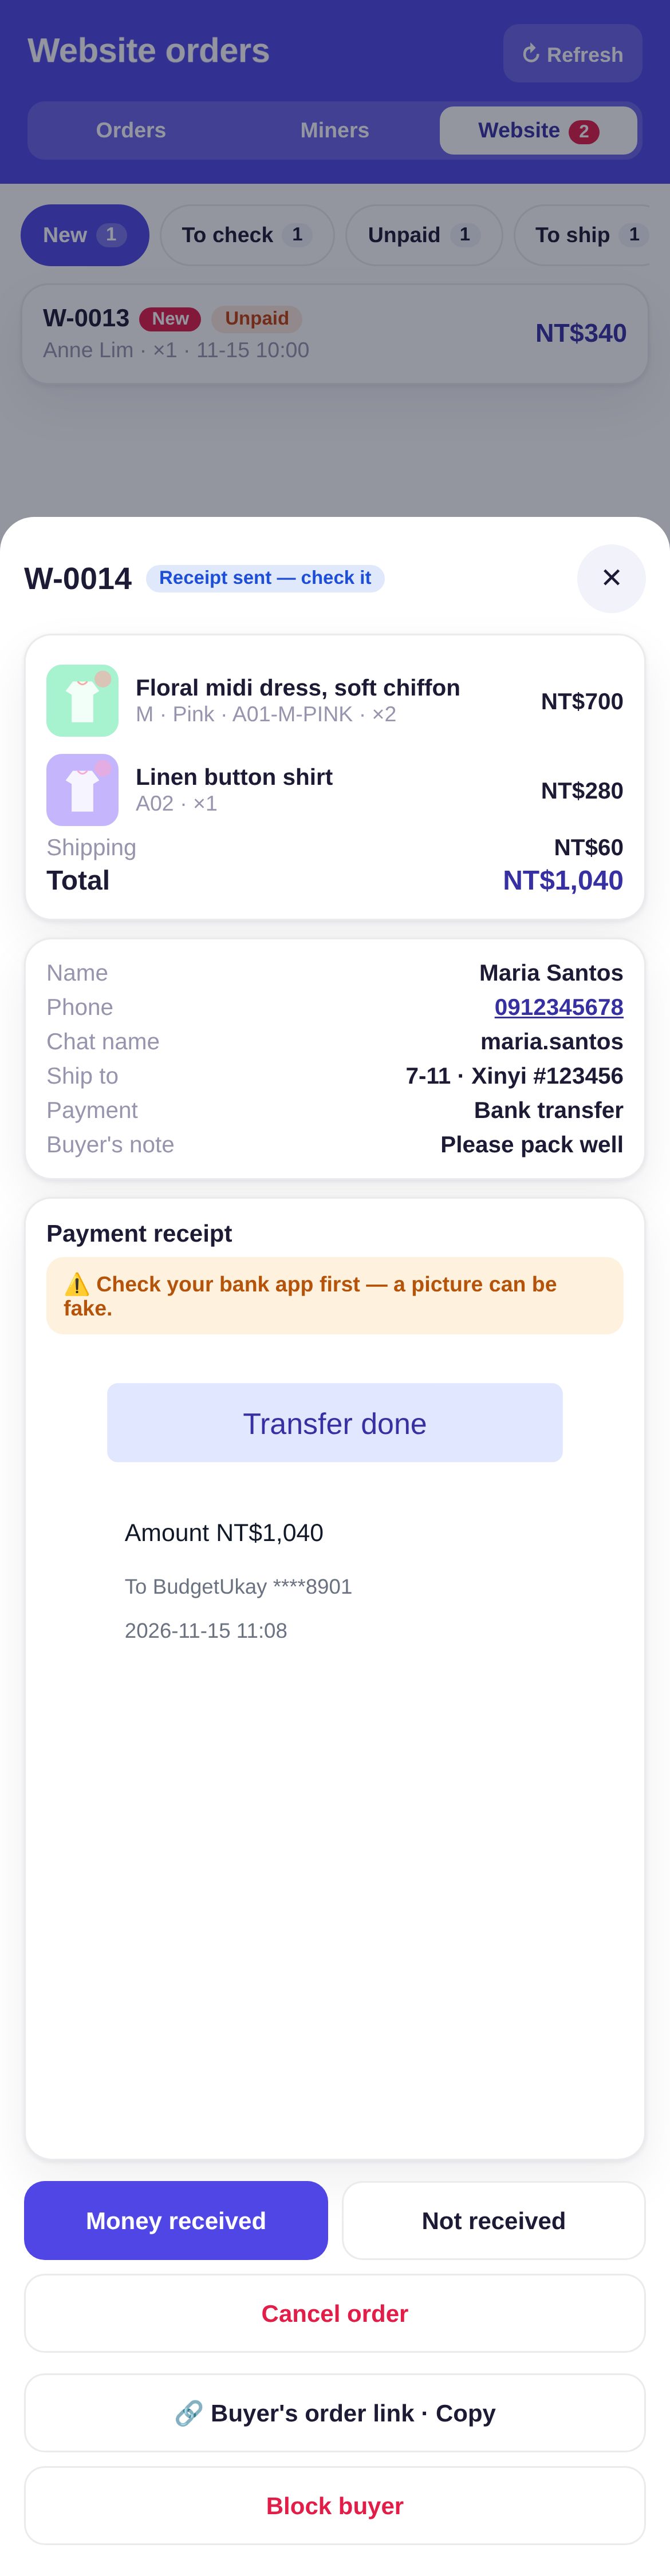 Website orders
↻ Refresh
Orders
Miners
Website 2
New 1
To check 1
Unpaid 1
To ship 1
W-0013 New Unpaid
NT$340
Anne Lim · ×1 · 11-15 10:00
W-0014 Receipt sent — check it
✕
Floral midi dress, soft chiffon
M · Pink · A01-M-PINK · ×2
NT$700
Linen button shirt
A02 · ×1
NT$280
Shipping NT$60
Total NT$1,040
Name Maria Santos
Phone 0912345678
Chat name maria.santos
Ship to 7-11 · Xinyi #123456
Payment Bank transfer
Buyer's note Please pack well
Payment receipt
⚠️ Check your bank app first — a picture can be
fake.
Transfer done
Amount NT$1,040
To BudgetUkay ****8901
2026-11-15 11:08
Money received
Not received
Cancel order
🔗 Buyer's order link · Copy
Block buyer